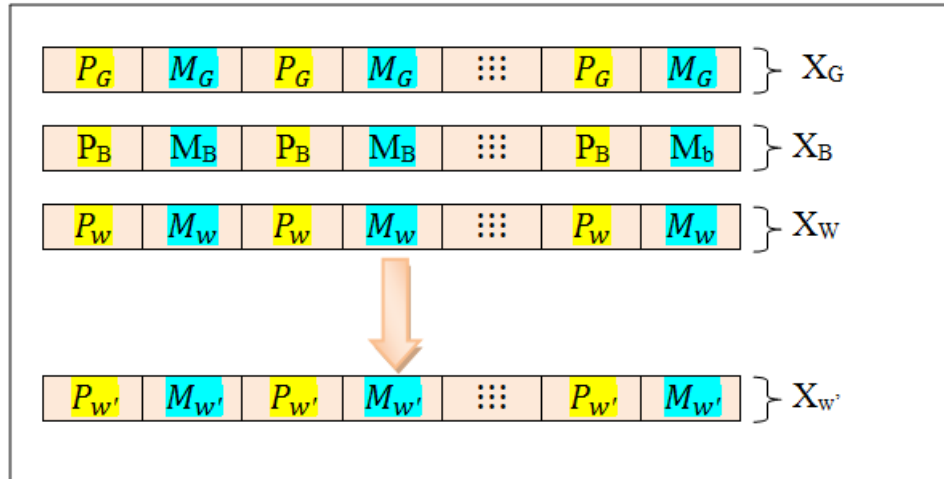 P_G M_G P_G M_G ⁝⁝⁝ P_G M_G } X_G
P_B M_B P_B M_B ⁝⁝⁝ P_B M_b } X_B
P_w M_w P_w M_w ⁝⁝⁝ P_w M_w } X_W
P_w' M_w' P_w' M_w' ⁝⁝⁝ P_w' M_w' } X_w'